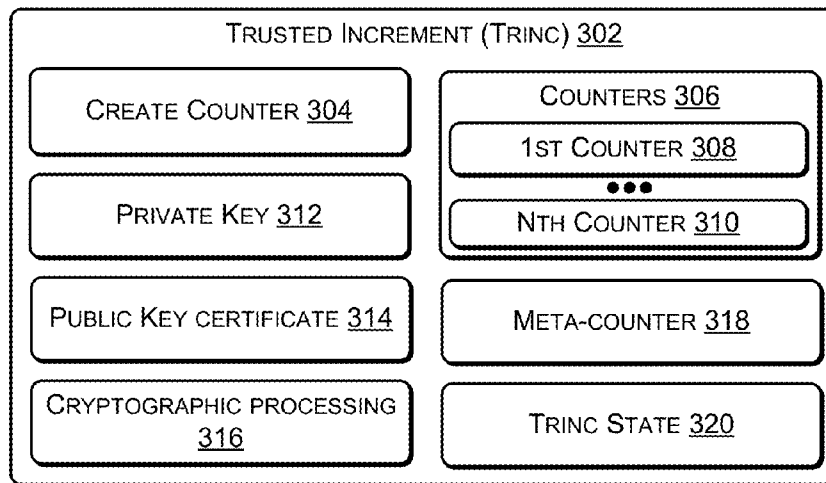 TRUSTED INCREMENT (TRINC) 302
CREATE COUNTER 304
PRIVATE KEY 312
PUBLIC KEY CERTIFICATE 314
CRYPTOGRAPHIC PROCESSING
316
COUNTERS 306
1ST COUNTER 308
•••
NTH COUNTER 310
META-COUNTER 318
TRINC STATE 320